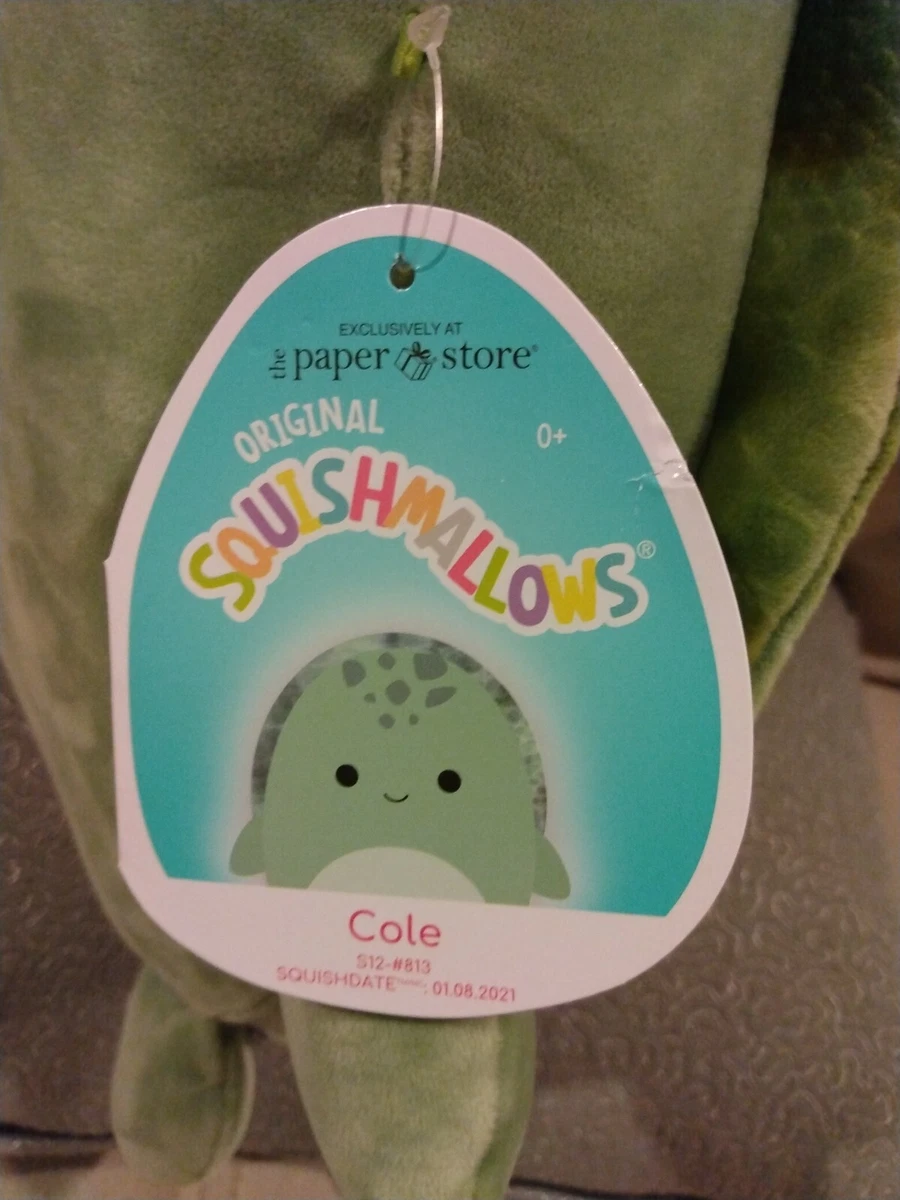 EXCLUSIVELY AT
the paper store®
ORIGINAL
0+
SQUISHMALLOWS®
Cole
S12-#813
SQUISHDATE : 01.08.2021